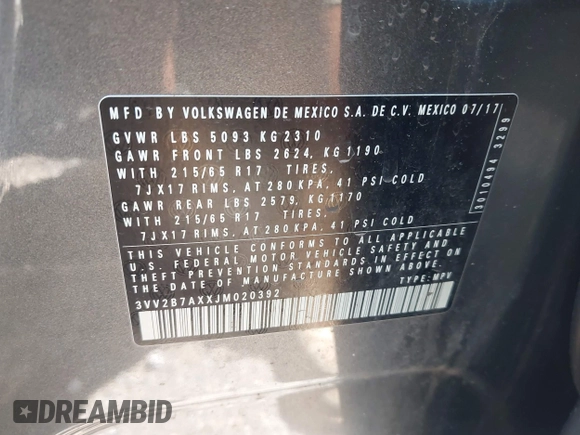 MFD BY VOLKSWAGEN DE MEXICO S.A. DE C.V. MEXICO 07/17
GVWR LBS 5093 KG 2310
GAWR FRONT LBS 2624, KG 1190
WITH 215/65 R17 TIRES,
7JX17 RIMS, AT 280 KPA, 41 PSI COLD
GAWR REAR LBS 2579, KG 1170
WITH 215/65 R17 TIRES,
7JX17 RIMS, AT 280 KPA, 41 PSI COLD
THIS VEHICLE CONFORMS TO ALL APPLICABLE
U.S. FEDERAL MOTOR VEHICLE SAFETY AND
THEFT PREVENTION STANDARDS IN EFFECT ON
THE DATE OF MANUFACTURE SHOWN ABOVE
3VV2B7AXXJM020392 TYPE: MPV
3010494 3299
DREAMBID